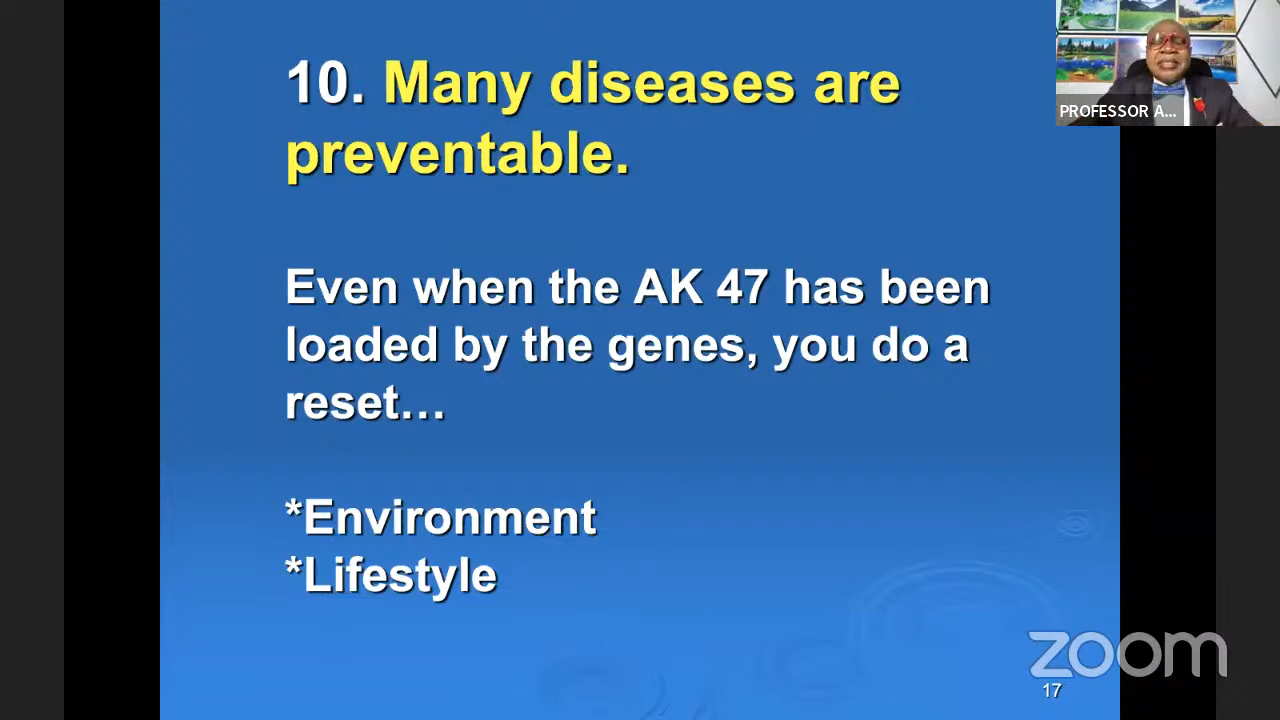 10. Many diseases are
preventable.
Even when the AK 47 has been
loaded by the genes, you do a
reset…
*Environment
*Lifestyle
PROFESSOR A...
zoom
17